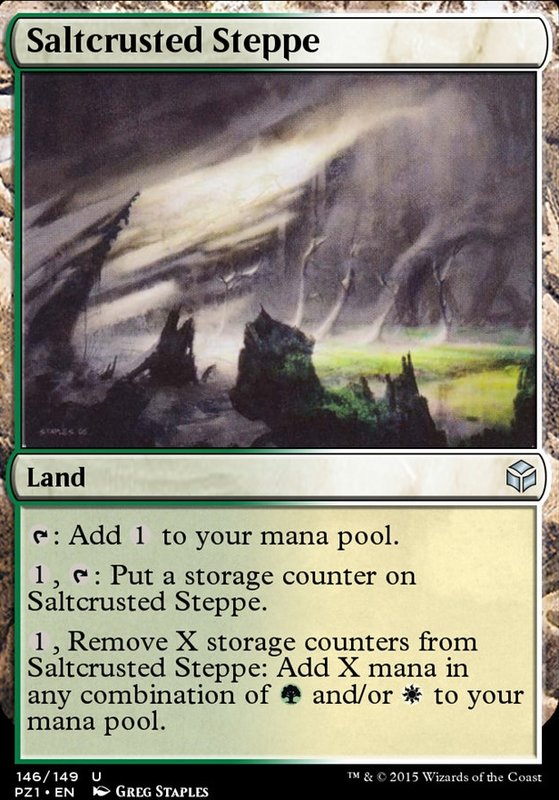 Saltcrusted Steppe
STAPLES 05
Land
: Add 1 to your mana pool.
1, : Put a storage counter on
Saltcrusted Steppe.
1, Remove X storage counters from
Saltcrusted Steppe: Add X mana in
any combination of and/or to your
mana pool.
146/149 U
PZ1 • EN Greg Staples
™ & © 2015 Wizards of the Coast